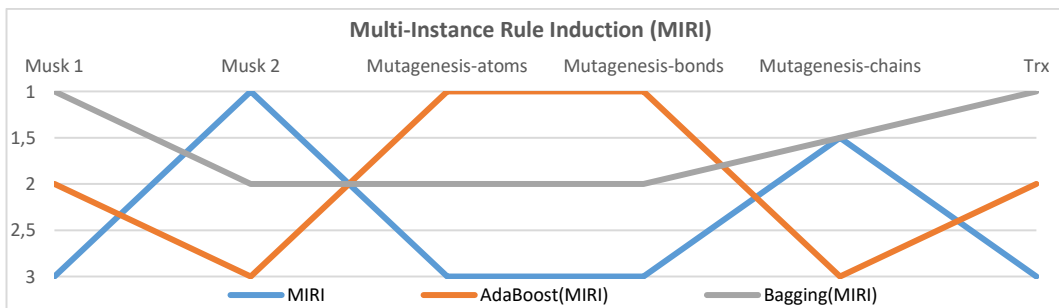 Multi-Instance Rule Induction (MIRI)
Musk 1 Musk 2 Mutagenesis-atoms Mutagenesis-bonds Mutagenesis-chains Trx
1
1,5
2
2,5
3
MIRI AdaBoost(MIRI) Bagging(MIRI)